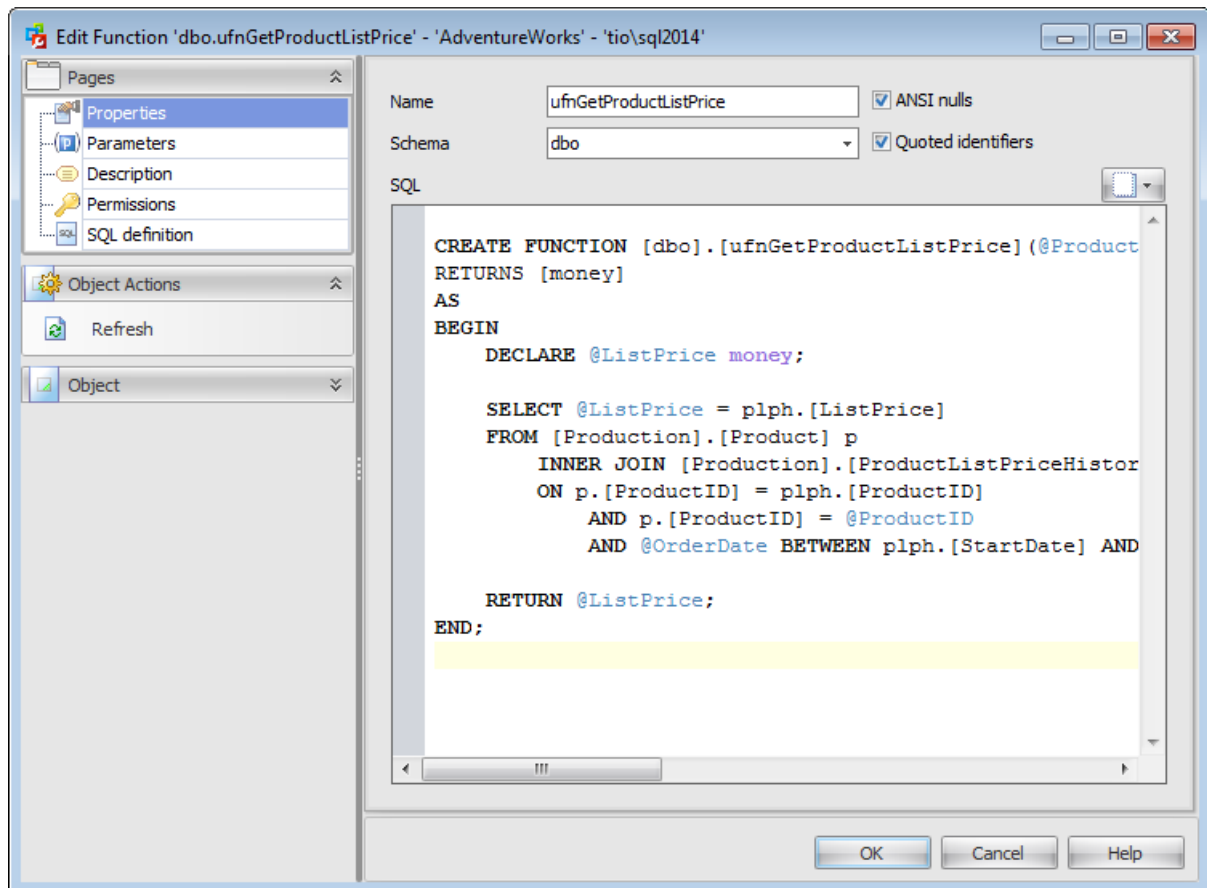 Edit Function 'dbo.ufnGetProductListPrice' - 'AdventureWorks' - 'tio\sql2014'
Pages
Properties
Parameters
Description
Permissions
SQL definition
Object Actions
Refresh
Object
Name ufnGetProductListPrice ANSI nulls
Schema dbo Quoted identifiers
SQL
CREATE FUNCTION [dbo].[ufnGetProductListPrice](@Product
RETURNS [money]
AS
BEGIN
DECLARE @ListPrice money;
SELECT @ListPrice = plph.[ListPrice]
FROM [Production].[Product] p
INNER JOIN [Production].[ProductListPriceHistor
ON p.[ProductID] = plph.[ProductID]
AND p.[ProductID] = @ProductID
AND @OrderDate BETWEEN plph.[StartDate] AND
RETURN @ListPrice;
END;
OK Cancel Help